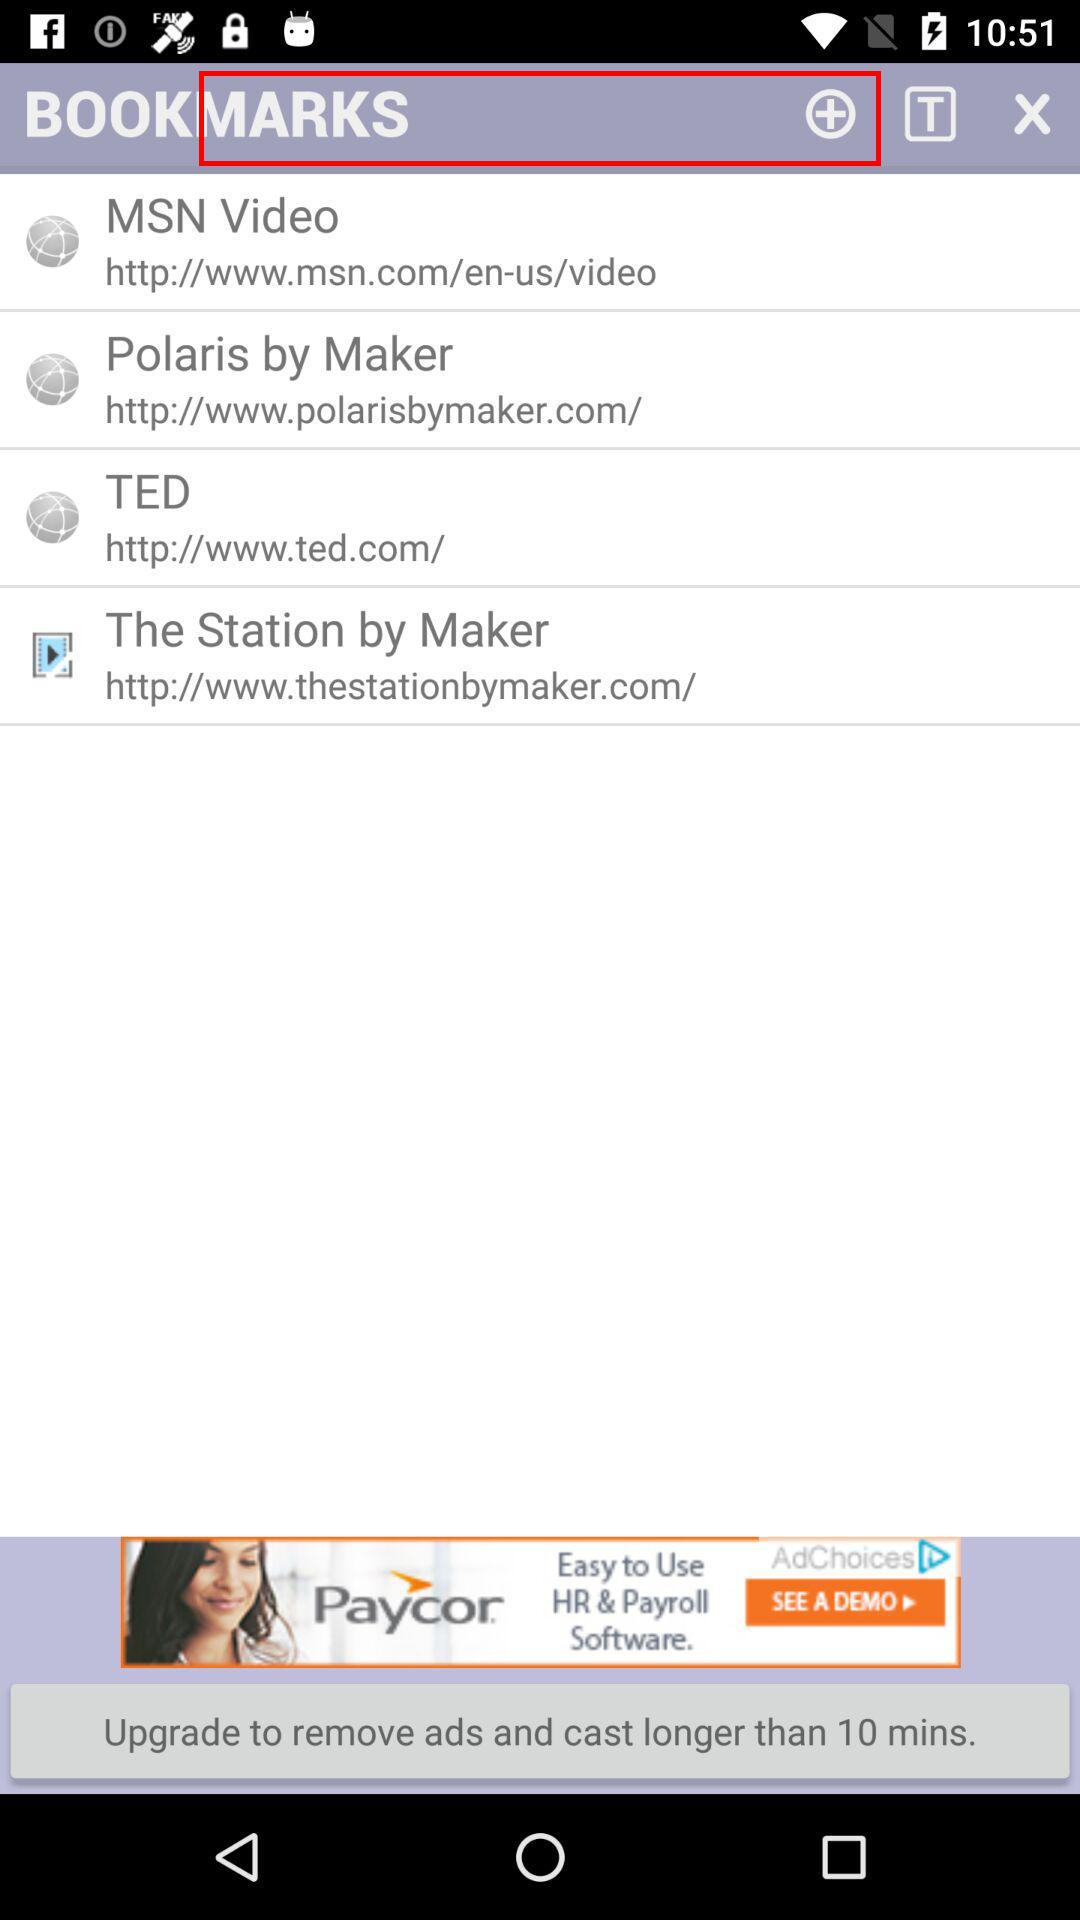 FAKE
10:51
BOOKMARKS
T
X
MSN Video
http://www.msn.com/en-us/video
Polaris by Maker
http://www.polarisbymaker.com/
TED
http://www.ted.com/
The Station by Maker
http://www.thestationbymaker.com/
AdChoices
Paycor
Easy to Use
HR & Payroll
Software.
SEE A DEMO
Upgrade to remove ads and cast longer than 10 mins.